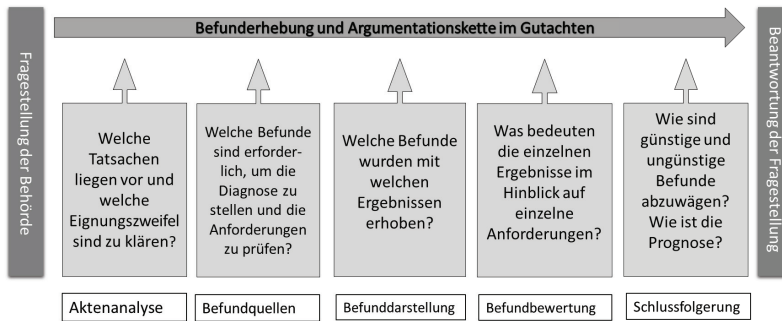 Befunderhebung und Argumentationskette im Gutachten
Fragestellung der Behörde
Welche
Tatsachen
liegen vor und
welche
Eignungszweifel
sind zu klären?
Welche Befunde
sind erforder-
lich, um die
Diagnose zu
stellen und die
Anforderungen
zu prüfen?
Welche Befunde
wurden mit
welchen
Ergebnissen
erhoben?
Was bedeuten
die einzelnen
Ergebnisse im
Hinblick auf
einzelne
Anforderungen?
Wie sind
günstige und
ungünstige
Befunde
abzuwägen?
Wie ist die
Prognose?
Beantwortung der Fragestellung
Aktenanalyse
Befundquellen
Befunddarstellung
Befundbewertung
Schlussfolgerung